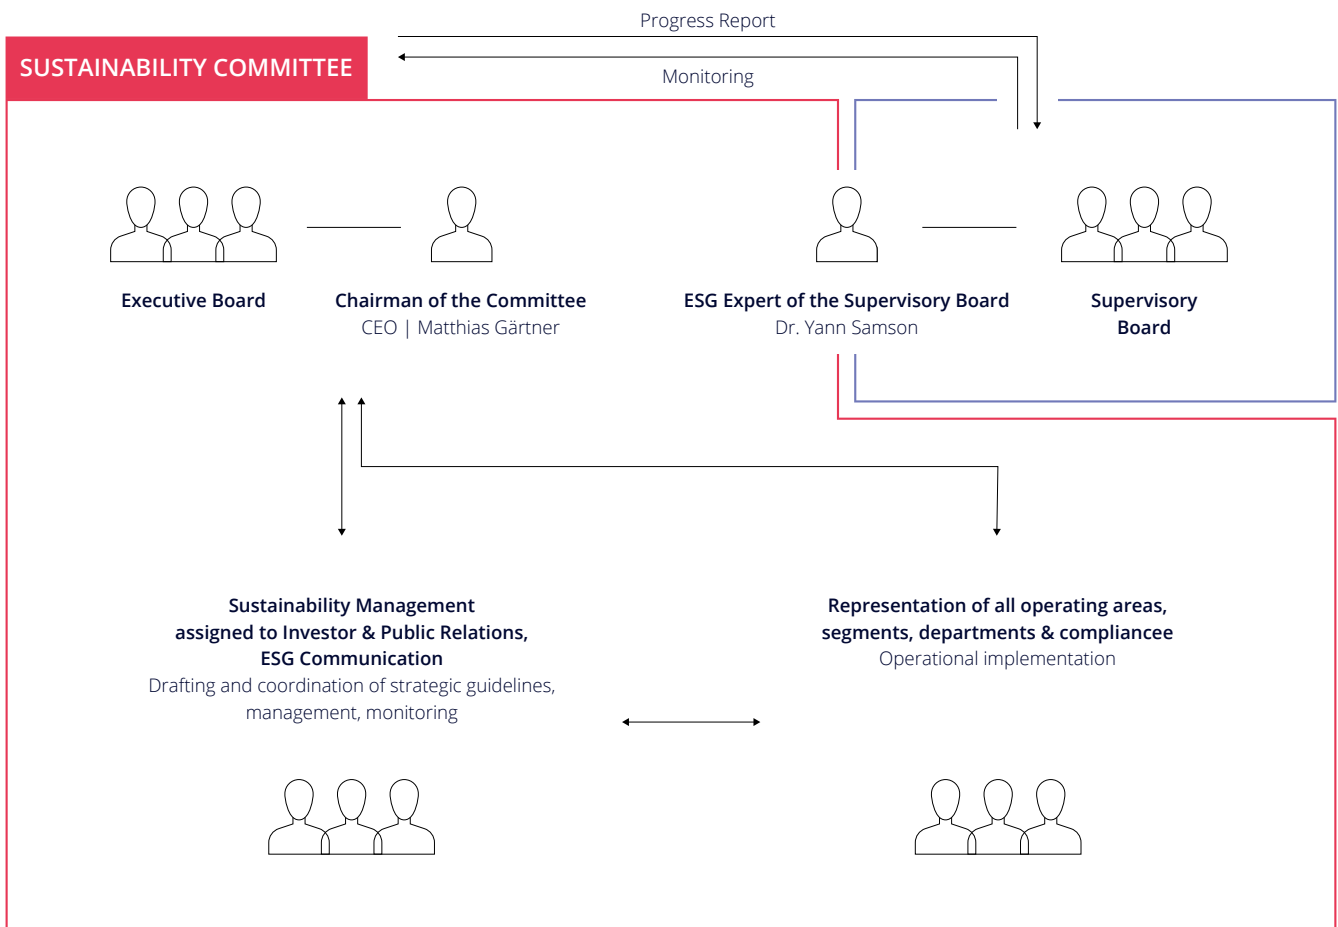 Progress Report
SUSTAINABILITY COMMITTEE
Monitoring
Executive Board
Chairman of the Committee
CEO | Matthias Gärtner
ESG Expert of the Supervisory Board
Dr. Yann Samson
Supervisory
Board
Sustainability Management
assigned to Investor & Public Relations,
ESG Communication
Drafting and coordination of strategic guidelines,
management, monitoring
Representation of all operating areas,
segments, departments & compliancee
Operational implementation